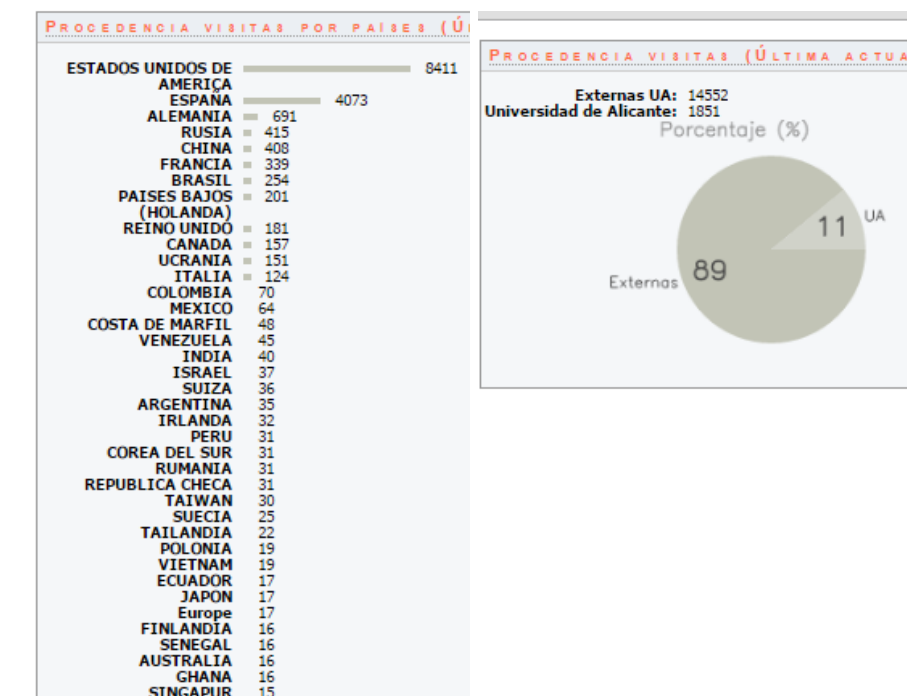 PROCEDENCIA VISITAS POR PAÍSES (Ú
ESTADOS UNIDOS DE AMERICA 8411
ESPAÑA 4073
ALEMANIA 691
RUSIA 415
CHINA 408
FRANCIA 339
BRASIL 254
PAISES BAJOS (HOLANDA) 201
REINO UNIDO 181
CANADA 157
UCRANIA 151
ITALIA 124
COLOMBIA 70
MEXICO 64
COSTA DE MARFIL 48
VENEZUELA 45
INDIA 40
ISRAEL 37
SUIZA 36
ARGENTINA 35
IRLANDA 32
PERU 31
COREA DEL SUR 31
RUMANIA 31
REPUBLICA CHECA 31
TAIWAN 30
SUECIA 25
TAILANDIA 22
POLONIA 19
VIETNAM 19
ECUADOR 17
JAPON 17
Europe 17
FINLANDIA 16
SENEGAL 16
AUSTRALIA 16
GHANA 16
SINGAPUR 15
PROCEDENCIA VISITAS (ÚLTIMA ACTUA
Externas UA: 14552
Universidad de Alicante: 1851
Porcentaje (%)
11
UA
Externas
89